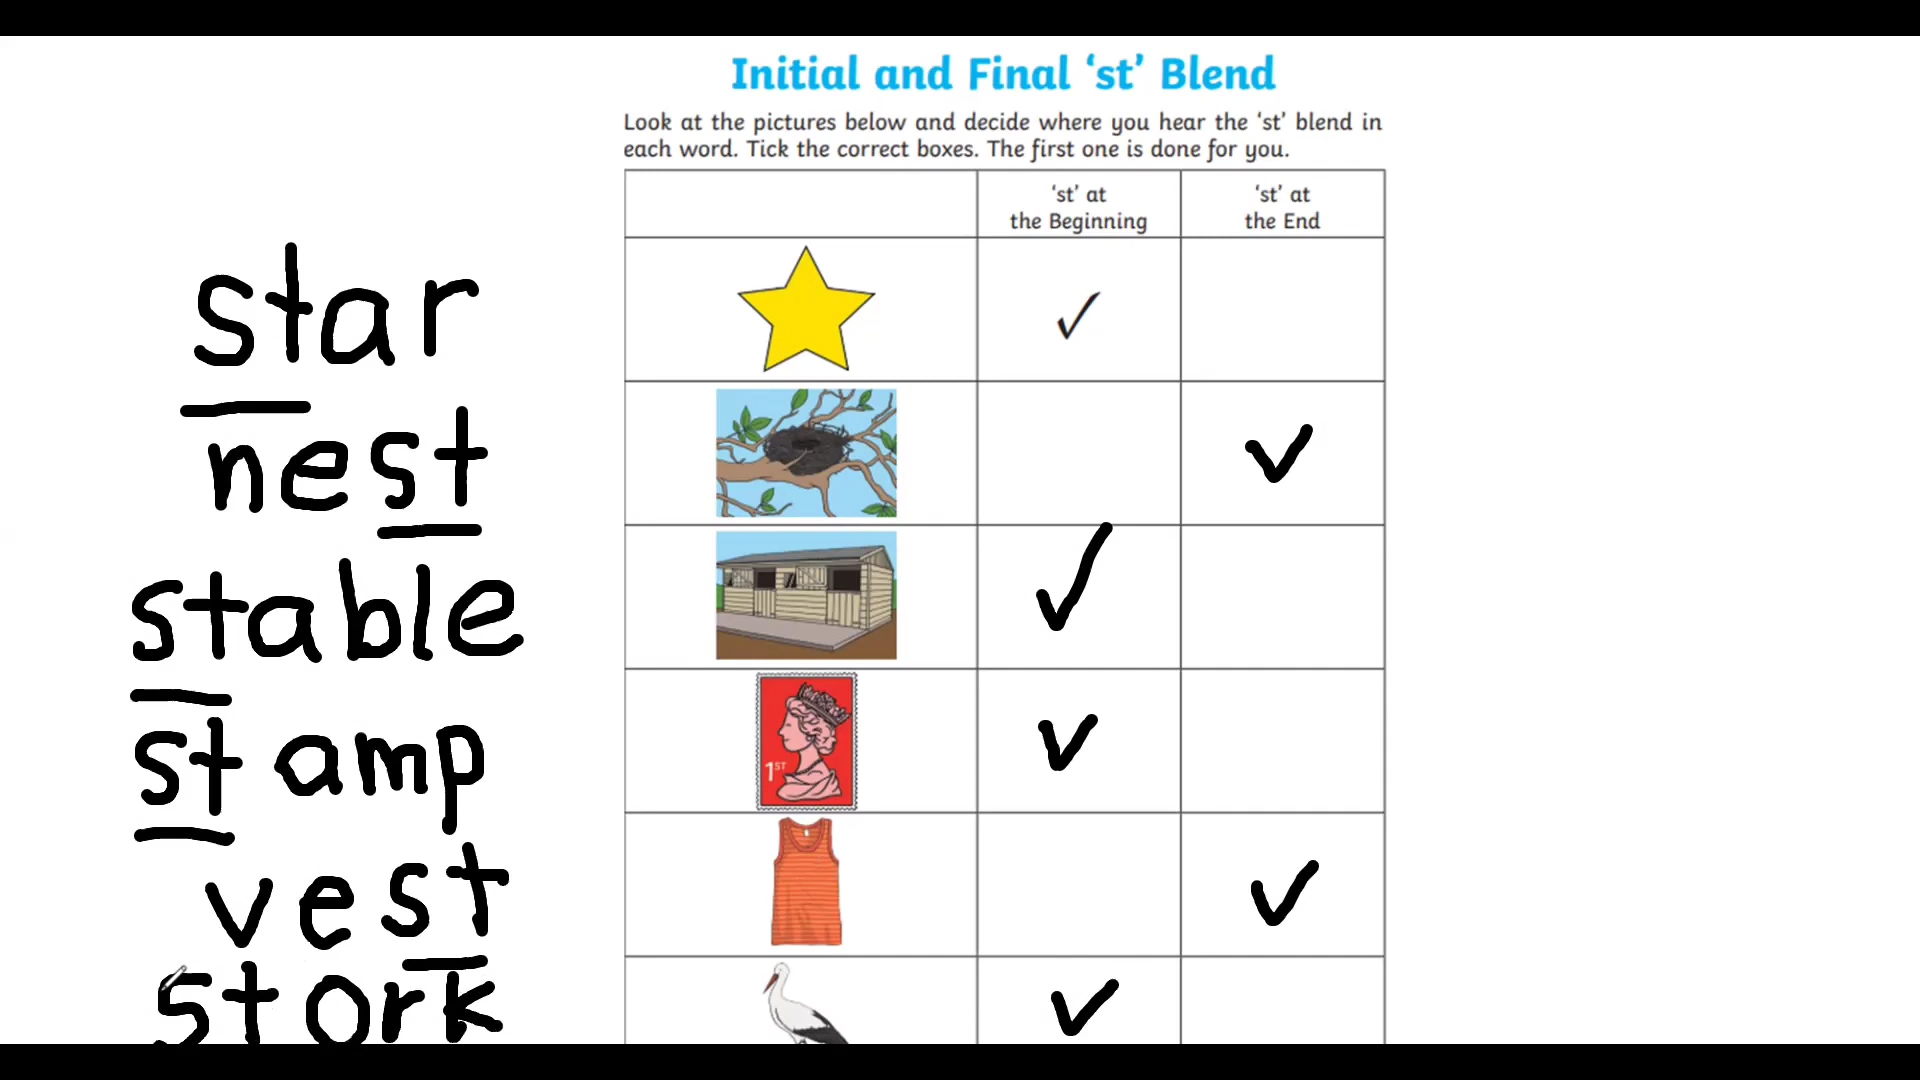 Initial and Final ‘st’ Blend
Look at the pictures below and decide where you hear the ‘st’ blend in
each word. Tick the correct boxes. The first one is done for you.
‘st’ at
the Beginning
‘st’ at
the End
star
nest
stable
stamp
1ST
vest
stork